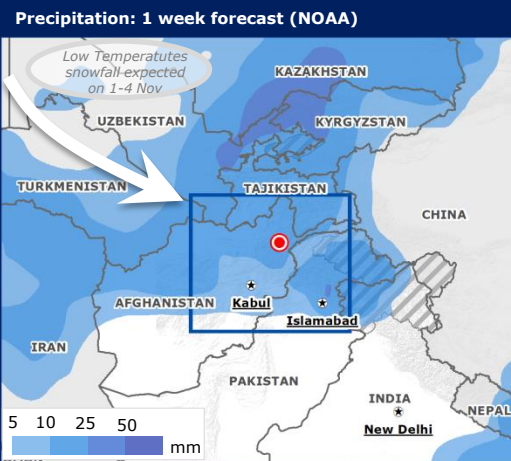 Precipitation: 1 week forecast (NOAA)
Low Temperatutes
snowfall expected
on 1-4 Nov
KAZAKHSTAN
UZBEKISTAN
KYRGYZSTAN
TURKMENISTAN
TAJIKISTAN
CHINA
AFGHANISTAN
Kabul
Islamabad
IRAN
PAKISTAN
INDIA
NEPAL
New Delhi
5 10 25 50
mm